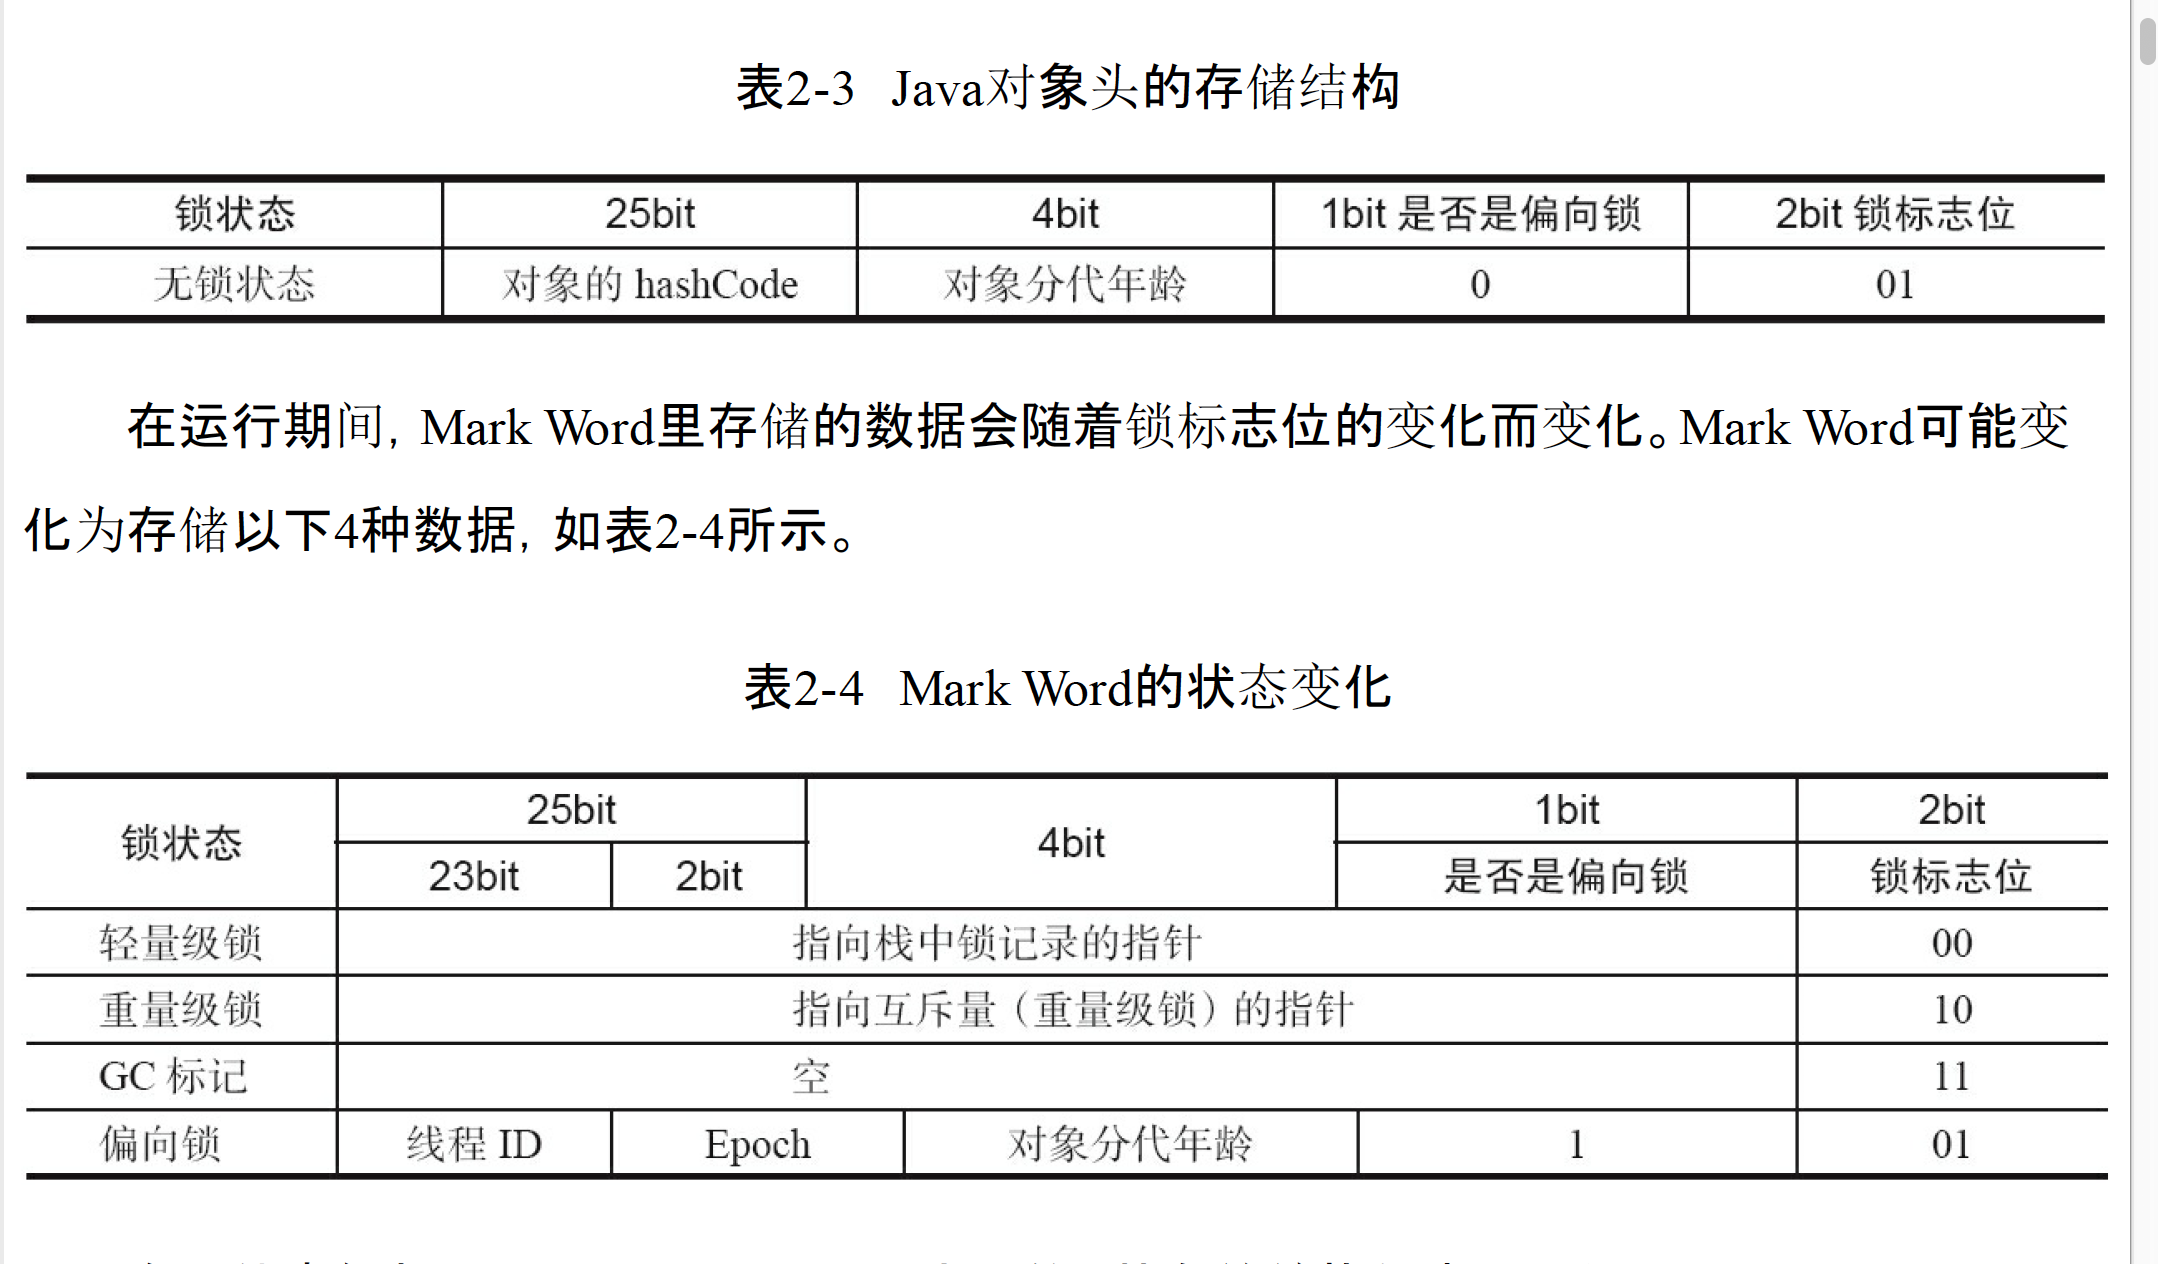 表2-3 Java对象头的存储结构
锁状态 25bit 4bit 1bit 是否是偏向锁 2bit 锁标志位
无锁状态 对象的 hashCode 对象分代年龄 0 01
在运行期间, Mark Word里存储的数据会随着锁标志位的变化而变化。Mark Word可能变
化为存储以下4种数据, 如表2-4所示。
表2-4 Mark Word的状态变化
锁状态 25bit 4bit 1bit 2bit
23bit 2bit 是否是偏向锁 锁标志位
轻量级锁 指向栈中锁记录的指针 00
重量级锁 指向互斥量（重量级锁）的指针 10
GC 标记 空 11
偏向锁 线程 ID Epoch 对象分代年龄 1 01